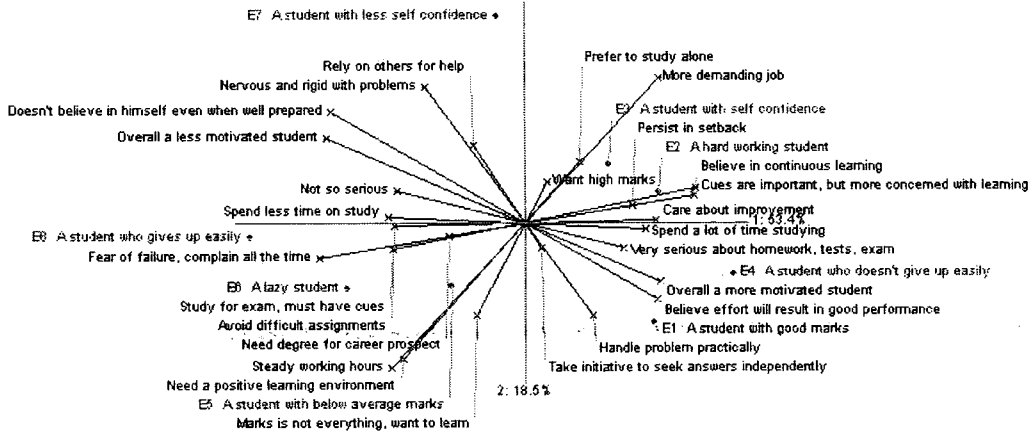 E7 A student with less self confidence
Prefer to study alone
Rely on others for help
More demanding job
Nervous and rigid with problems
E3 A student with self confidence
Doesn't believe in himself even when well prepared
Persist in setback
Overall a less motivated student
E2 A hard working student
Believe in continuous learning
Want high marks
Cues are important, but more concerned with learning
Not so serious
Spend less time on study
Care about improvement
1: 53.4%
Spend a lot of time studying
E6 A student who gives up easily
Very serious about homework, tests, exam
Fear of failure, complain all the time
E4 A student who doesn't give up easily
E8 A lazy student
Overall a more motivated student
Study for exam, must have cues
Believe effort will result in good performance
Avoid difficult assignments
E1 A student with good marks
Need degree for career prospect
Handle problem practically
Steady working hours
Take initiative to seek answers independently
Need a positive learning environment
2: 18.5%
E5 A student with below average marks
Marks is not everything, want to learn